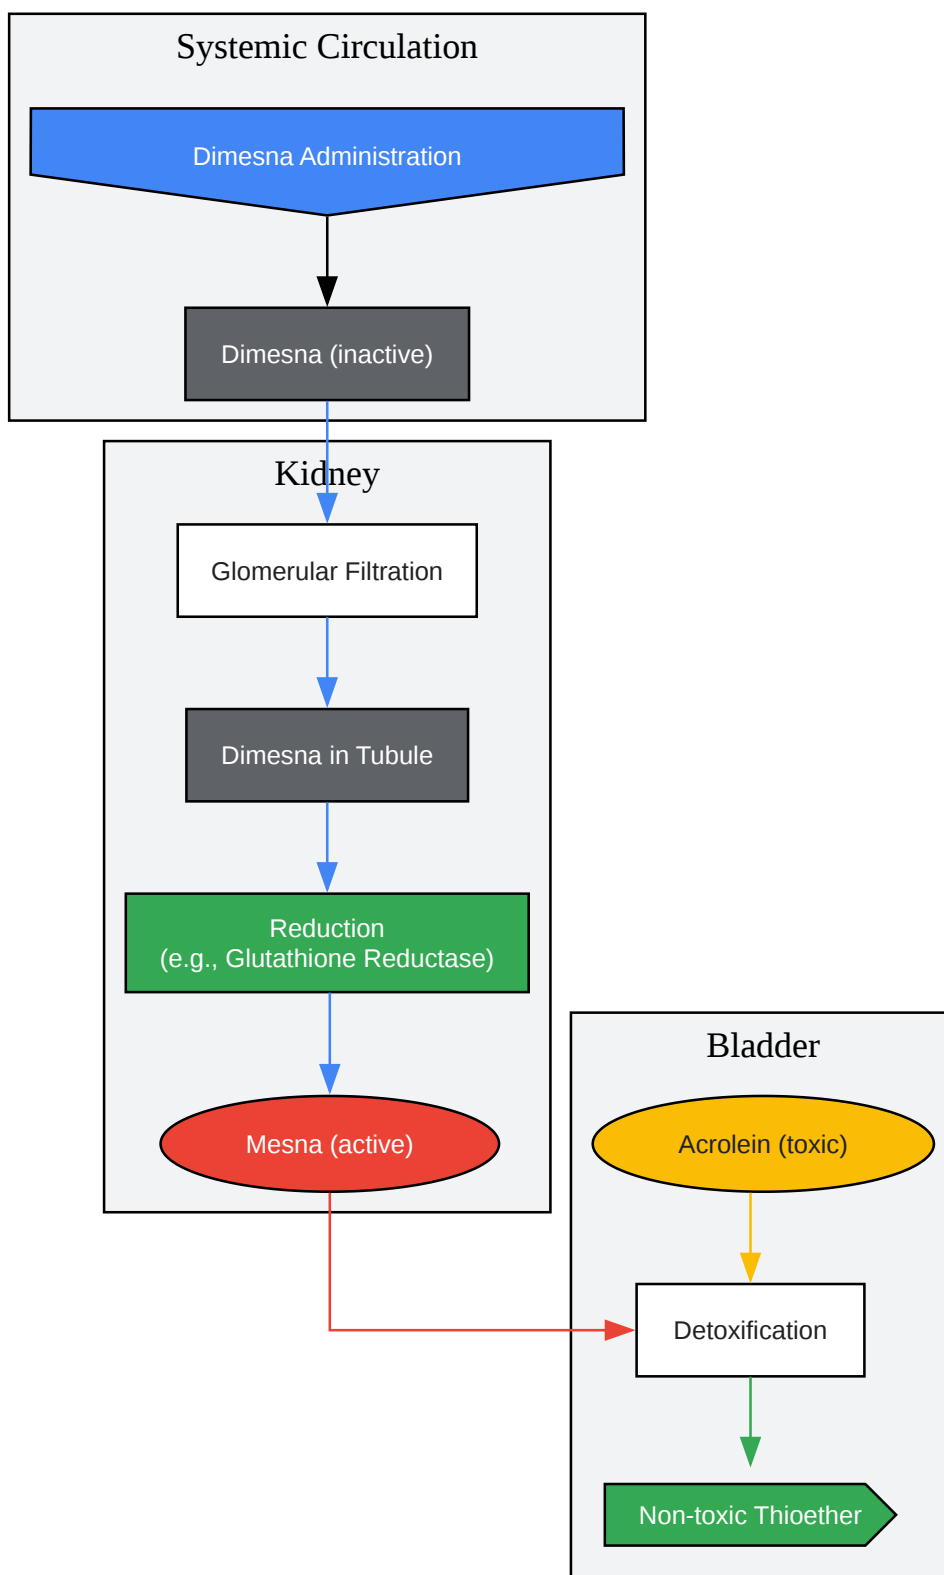 Systemic Circulation
Dimesna Administration
Dimesna (inactive)
Kidney
Glomerular Filtration
Dimesna in Tubule
Reduction
(e.g., Glutathione Reductase)
Mesna (active)
Bladder
Acrolein (toxic)
Detoxification
Non-toxic Thioether